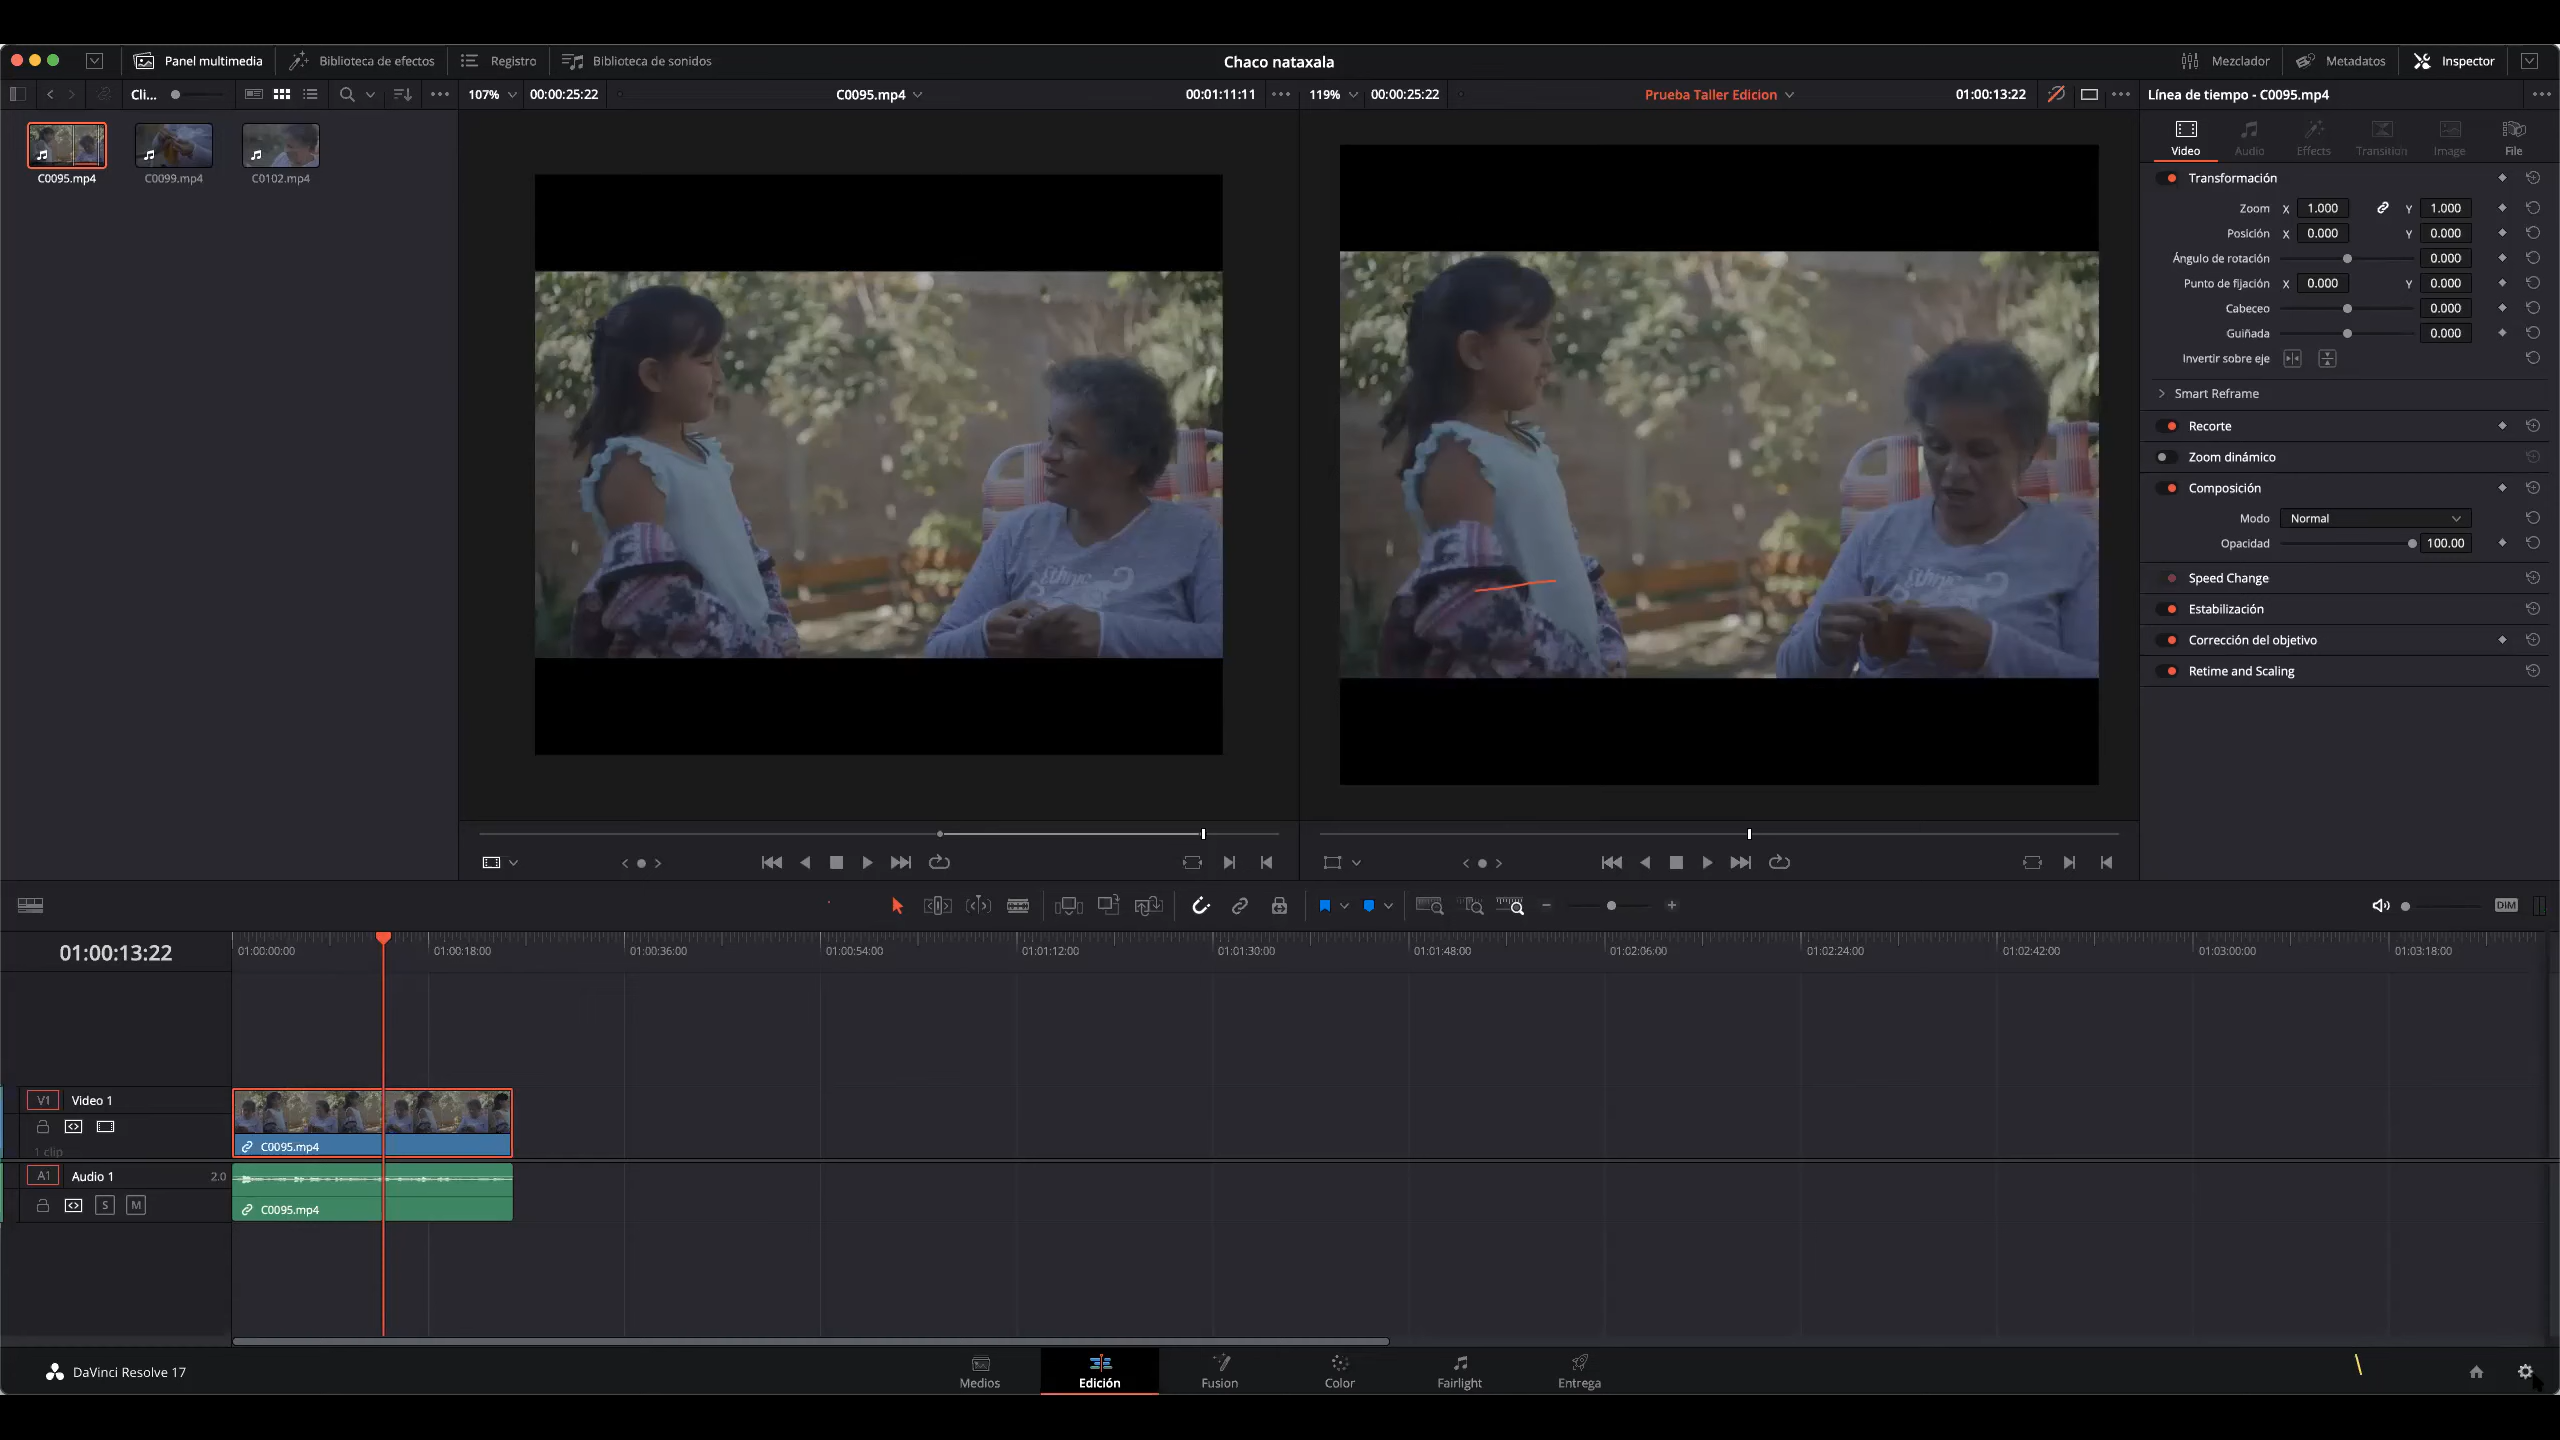 Panel multimedia
Biblioteca de efectos
Registro
Biblioteca de sonidos
Chaco nataxala
Mezclador
Metadatos
Inspector
Cli...
107%
00:00:25:22
C0095.mp4
00:01:11:11
119%
00:00:25:22
Prueba Taller Edicion
01:00:13:22
Línea de tiempo - C0095.mp4
C0095.mp4
C0099.mp4
C0102.mp4
Video
Audio
Effects
Transition
Image
File
Transformación
Zoom X 1.000 Y 1.000
Posición X 0.000 Y 0.000
Ángulo de rotación 0.000
Punto de fijación X 0.000 Y 0.000
Cabeceo 0.000
Guiñada 0.000
Invertir sobre eje
Smart Reframe
Recorte
Zoom dinámico
Composición
Modo Normal
Opacidad 100.00
Speed Change
Estabilización
Corrección del objetivo
Retime and Scaling
Ethnic
Ethnic
DIM
01:00:13:22
01:00:00:00
01:00:18:00
01:00:36:00
01:00:54:00
01:01:12:00
01:01:30:00
01:01:48:00
01:02:06:00
01:02:24:00
01:02:42:00
01:03:00:00
01:03:18:00
V1 Video 1
1 clip
C0095.mp4
A1 Audio 1 2.0
S M
C0095.mp4
DaVinci Resolve 17
Medios
Edición
Fusion
Color
Fairlight
Entrega